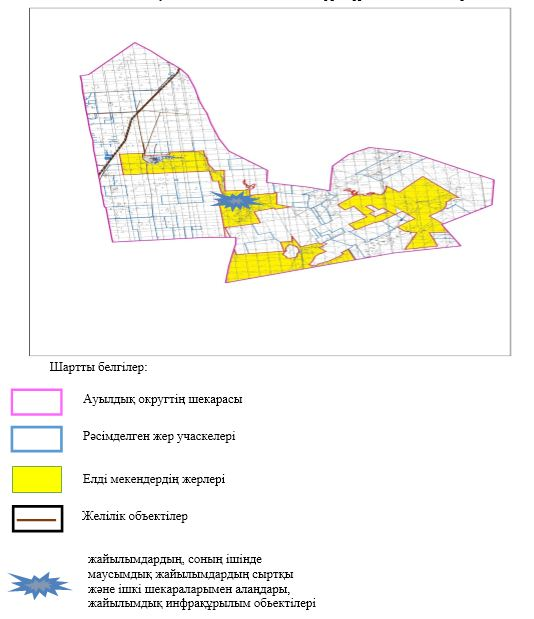 Шартты белгілер:
Ауылдық округтің шекарасы
Рәсімделген жер учаскелері
Елді мекендердің жерлері
Желілік объектілер
жайылымдардың, соның ішінде
маусымдық жайылымдардың сыртқы
және ішкі шекараларымен алаңдары,
жайылымдық инфрақұрылым объектілері